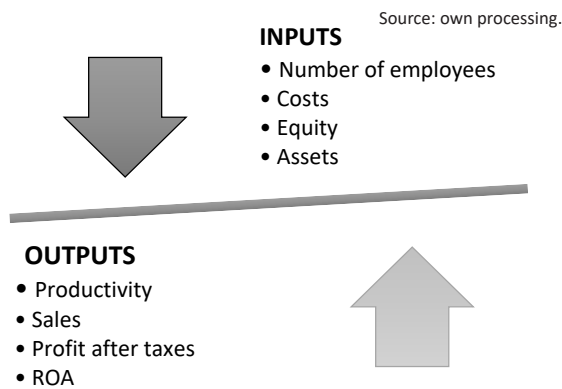 Source: own processing.
INPUTS
• Number of employees
• Costs
• Equity
• Assets
OUTPUTS
• Productivity
• Sales
• Profit after taxes
• ROA